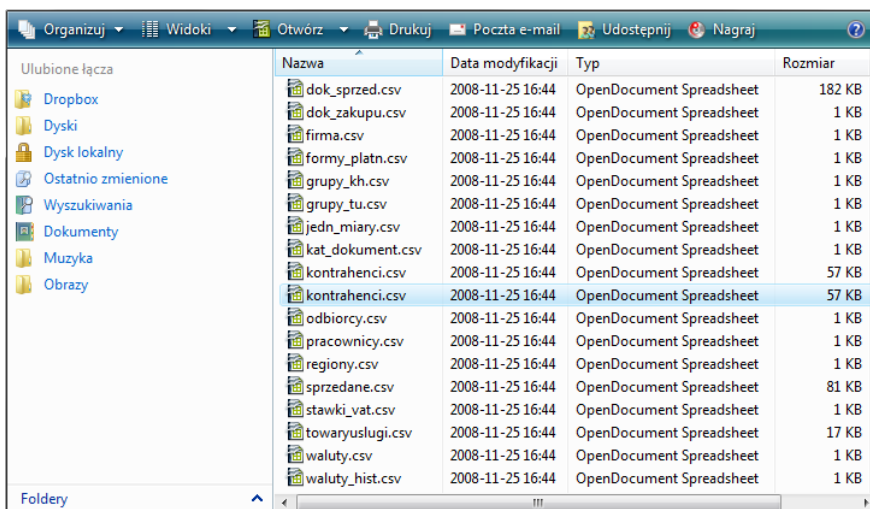 Organizuj Widoki Otwórz Drukuj Poczta e-mail Udostępnij Nagraj
Ulubione łącza
Dropbox
Dyski
Dysk lokalny
Ostatnio zmienione
Wyszukiwania
Dokumenty
Muzyka
Obrazy
Foldery
Nazwa Data modyfikacji Typ Rozmiar
dok_sprzed.csv 2008-11-25 16:44 OpenDocument Spreadsheet 182 KB
dok_zakupu.csv 2008-11-25 16:44 OpenDocument Spreadsheet 1 KB
firma.csv 2008-11-25 16:44 OpenDocument Spreadsheet 1 KB
formy_platn.csv 2008-11-25 16:44 OpenDocument Spreadsheet 1 KB
grupy_kh.csv 2008-11-25 16:44 OpenDocument Spreadsheet 1 KB
grupy_tu.csv 2008-11-25 16:44 OpenDocument Spreadsheet 1 KB
jedn_miary.csv 2008-11-25 16:44 OpenDocument Spreadsheet 1 KB
kat_dokument.csv 2008-11-25 16:44 OpenDocument Spreadsheet 1 KB
kontrahenci.csv 2008-11-25 16:44 OpenDocument Spreadsheet 57 KB
kontrahenci.csv 2008-11-25 16:44 OpenDocument Spreadsheet 57 KB
odbiorcy.csv 2008-11-25 16:44 OpenDocument Spreadsheet 1 KB
pracownicy.csv 2008-11-25 16:44 OpenDocument Spreadsheet 1 KB
regiony.csv 2008-11-25 16:44 OpenDocument Spreadsheet 1 KB
sprzedane.csv 2008-11-25 16:44 OpenDocument Spreadsheet 81 KB
stawki_vat.csv 2008-11-25 16:44 OpenDocument Spreadsheet 1 KB
towaryuslugi.csv 2008-11-25 16:44 OpenDocument Spreadsheet 17 KB
waluty.csv 2008-11-25 16:44 OpenDocument Spreadsheet 1 KB
waluty_hist.csv 2008-11-25 16:44 OpenDocument Spreadsheet 1 KB